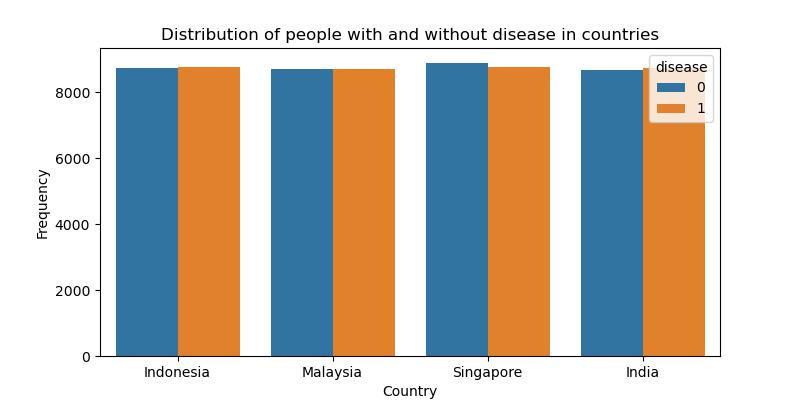 Distribution of people with and without disease in countries
disease
0
1
8000
6000
4000
2000
0
Frequency
Indonesia Malaysia Singapore India
Country